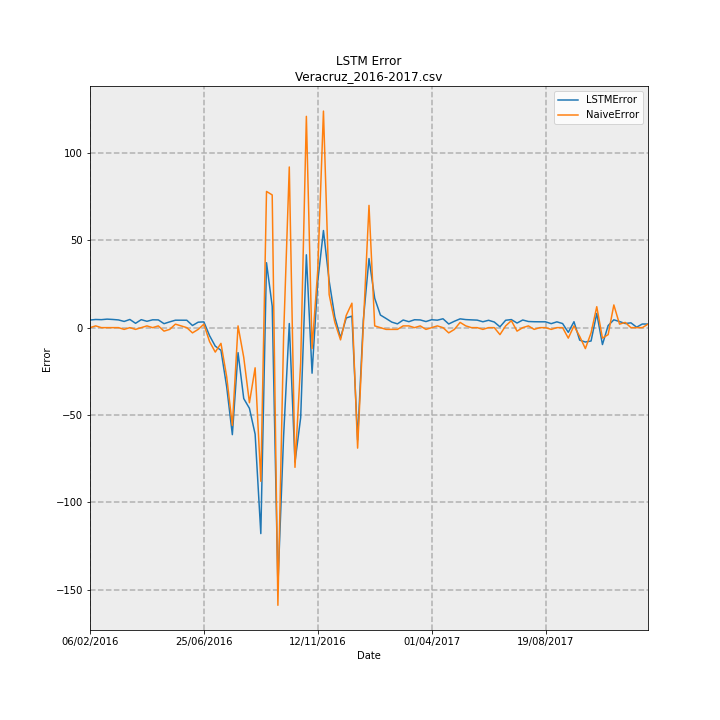 LSTM Error
Veracruz_2016-2017.csv
LSTMError
NaiveError
100
50
0
−50
−100
−150
Error
06/02/2016
25/06/2016
12/11/2016
01/04/2017
19/08/2017
Date